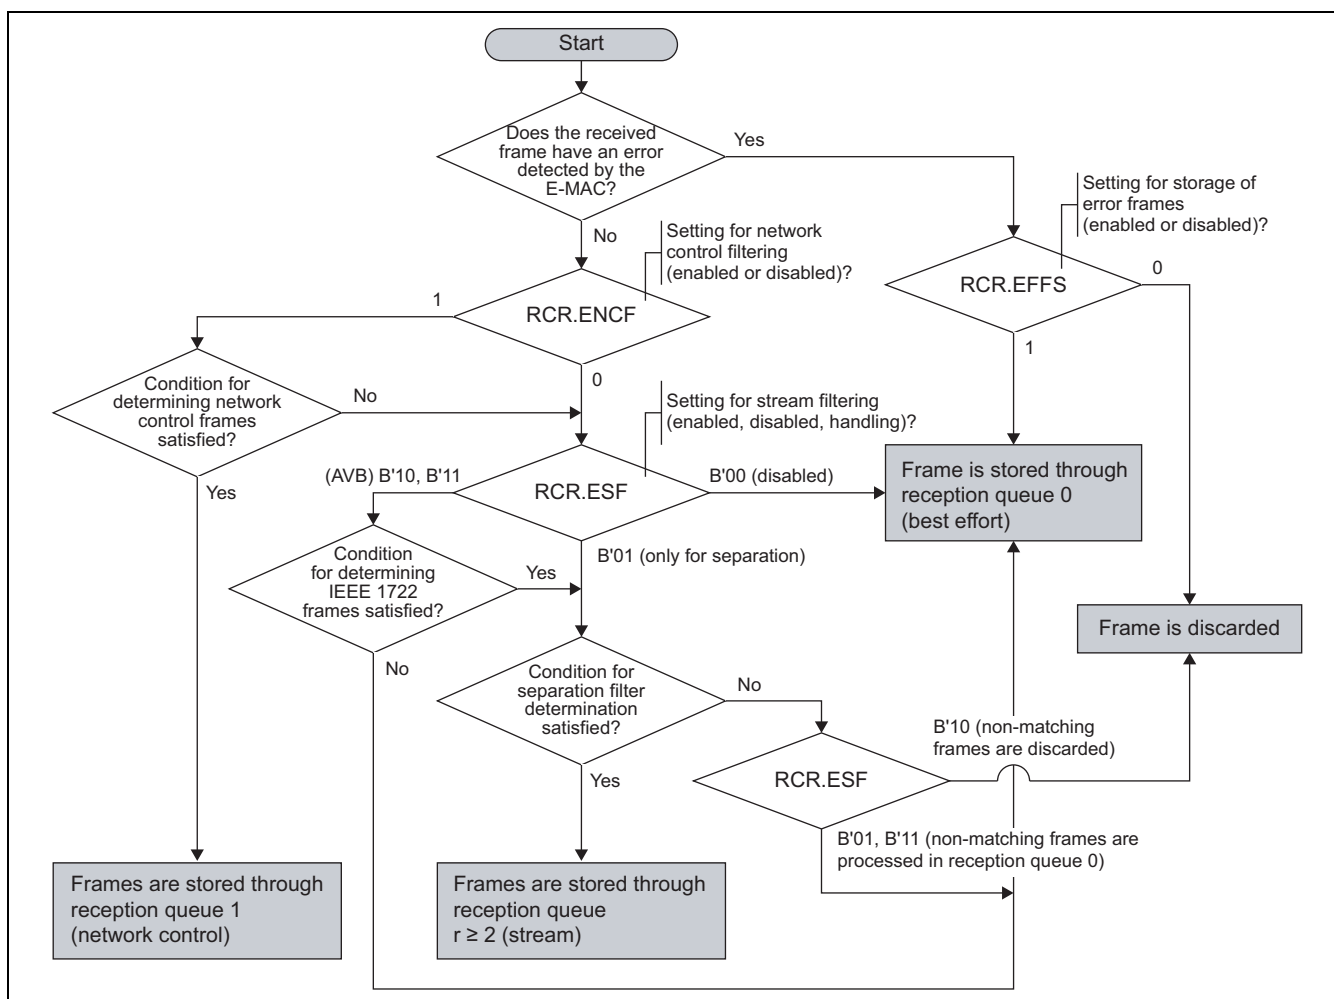 Start
Does the received
frame have an error
detected by the
E-MAC?
Yes
No
Setting for network
control filtering
(enabled or disabled)?
Setting for storage of
error frames
(enabled or disabled)?
RCR.EFFS
0
1
1
RCR.ENCF
0
Condition for
determining network
control frames
satisfied?
No
Yes
Setting for stream filtering
(enabled, disabled, handling)?
(AVB) B'10, B'11
RCR.ESF
B'00 (disabled)
Frame is stored through
reception queue 0
(best effort)
B'01 (only for separation)
Condition
for determining
IEEE 1722
frames satisfied?
Yes
No
Frame is discarded
Condition for
separation filter
determination
satisfied?
No
Yes
B'10 (non-matching
frames are discarded)
RCR.ESF
B'01, B'11 (non-matching frames are
processed in reception queue 0)
Frames are stored through
reception queue 1
(network control)
Frames are stored through
reception queue
r ≥ 2 (stream)